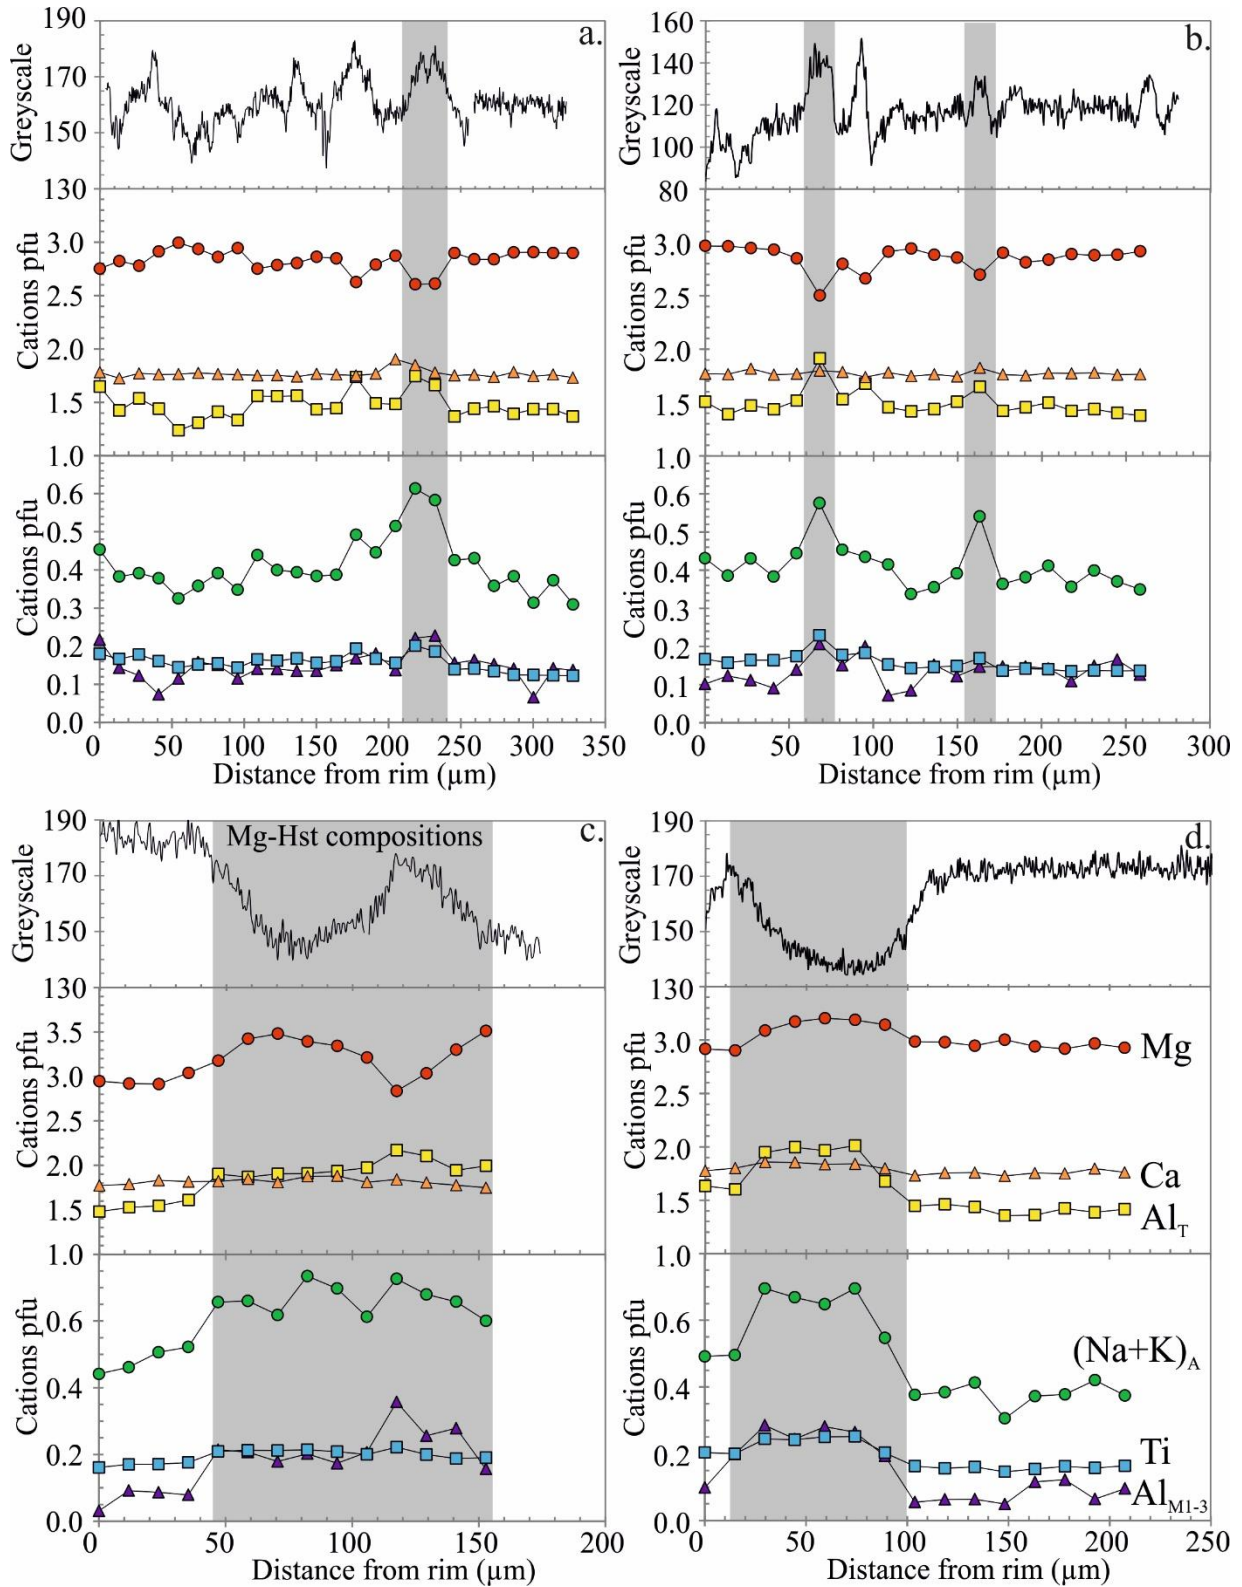 190
170
150
130
Greyscale
a.
3.0
2.5
2.0
1.5
1.0
Cations pfu
0.6
0.5
0.4
0.3
0.2
0.1
0.0
Cations pfu
0 50 100 150 200 250 300 350
Distance from rim (µm)
160
140
120
100
80
Greyscale
b.
3.0
2.5
2.0
1.5
1.0
Cations pfu
0.6
0.5
0.4
0.3
0.2
0.1
0.0
Cations pfu
0 50 100 150 200 250 300
Distance from rim (µm)
190
170
150
130
Greyscale
Mg-Hst compositions
c.
3.5
3.0
2.5
2.0
1.5
1.0
Cations pfu
0.6
0.4
0.2
0.0
Cations pfu
0 50 100 150 200
Distance from rim (µm)
190
170
150
130
Greyscale
d.
3.0
2.5
2.0
1.5
1.0
Cations pfu
Mg
Ca
AlT
0.6
0.4
0.2
0.0
Cations pfu
(Na+K)A
Ti
AlM1-3
0 50 100 150 200 250
Distance from rim (µm)